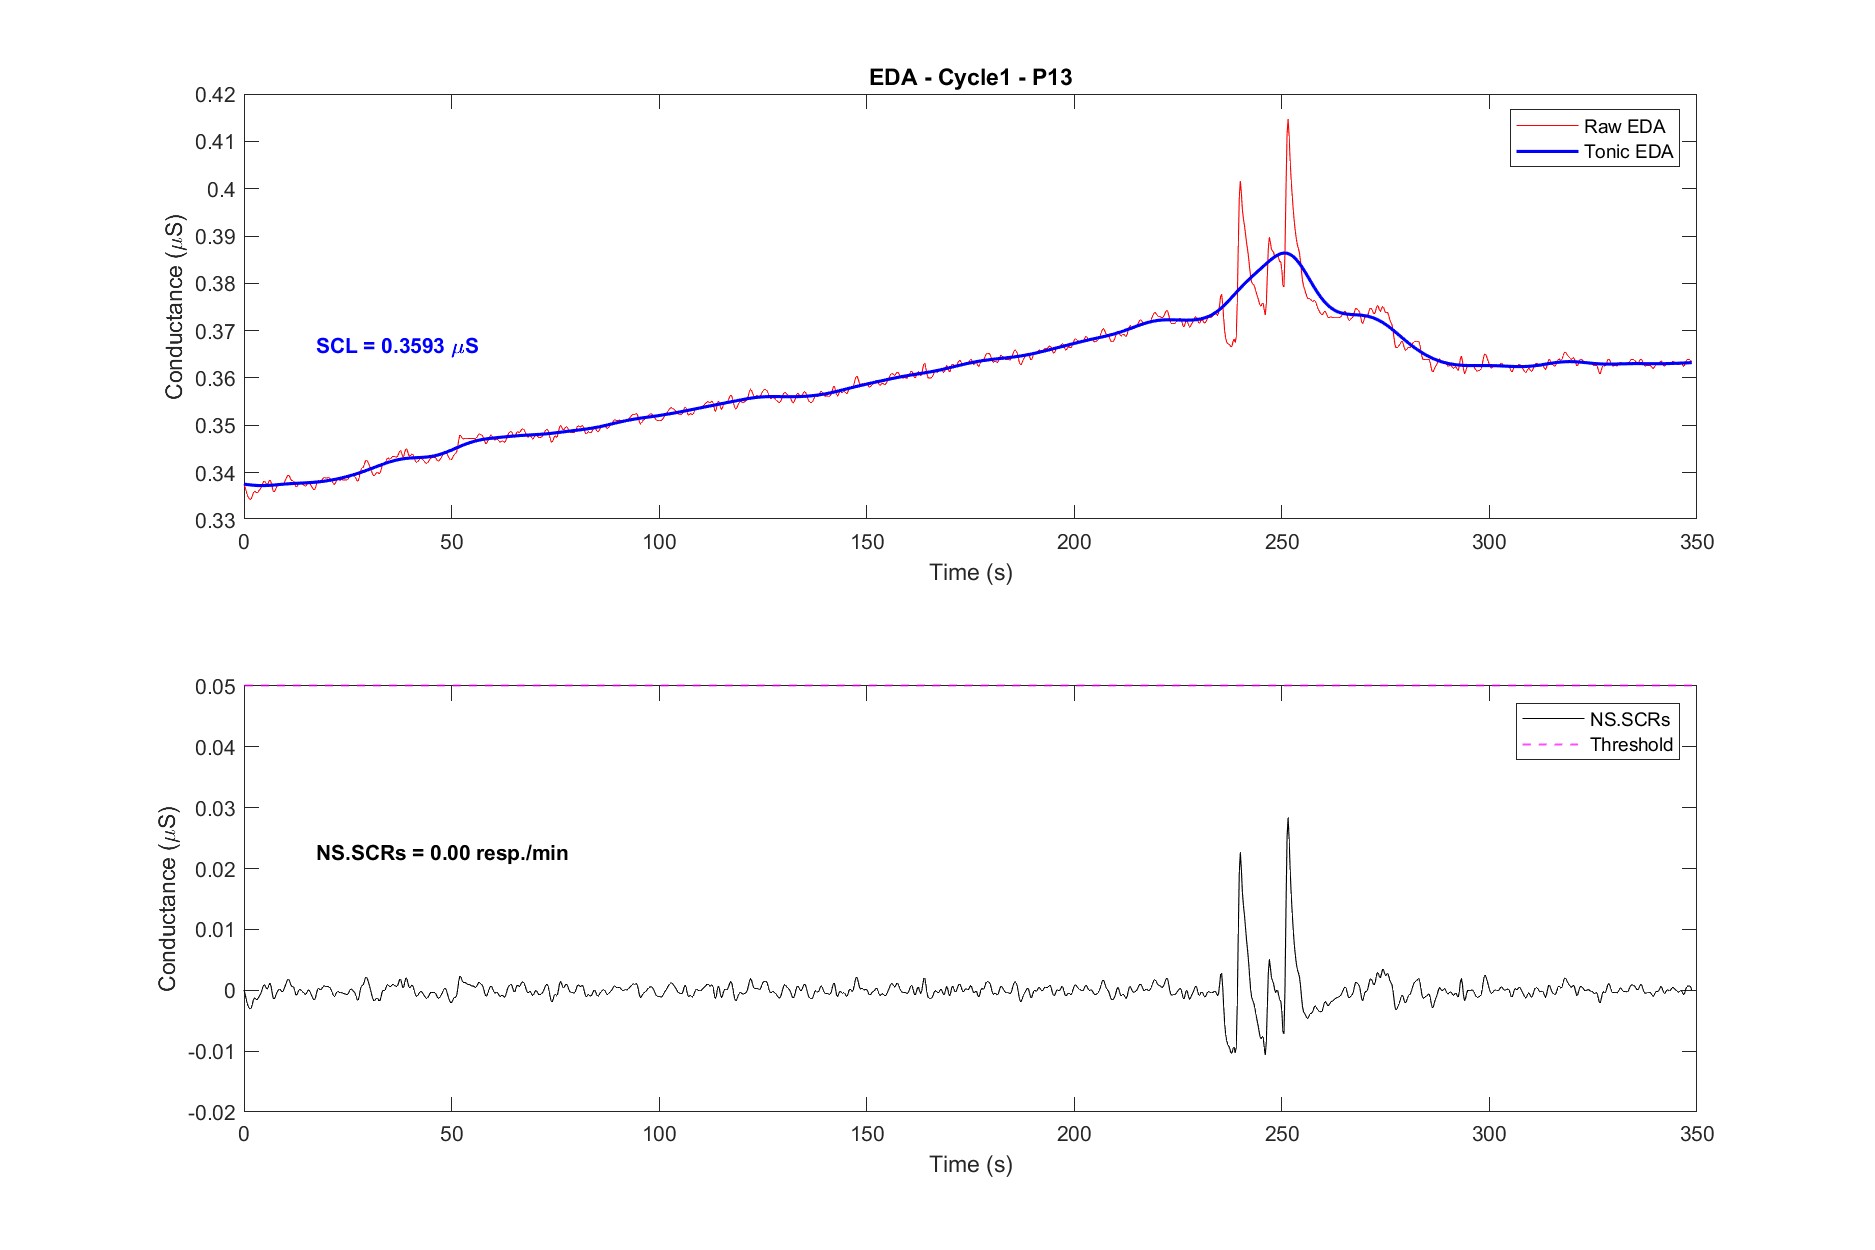 EDA - Cycle1 - P13
0.42
0.41
0.4
0.39
0.38
0.37
0.36
0.35
0.34
0.33
Conductance (μS)
Raw EDA
Tonic EDA
SCL = 0.3593 μS
0 50 100 150 200 250 300 350
Time (s)
0.05
0.04
0.03
0.02
0.01
0
-0.01
-0.02
Conductance (μS)
NS.SCRs
Threshold
NS.SCRs = 0.00 resp./min
0 50 100 150 200 250 300 350
Time (s)